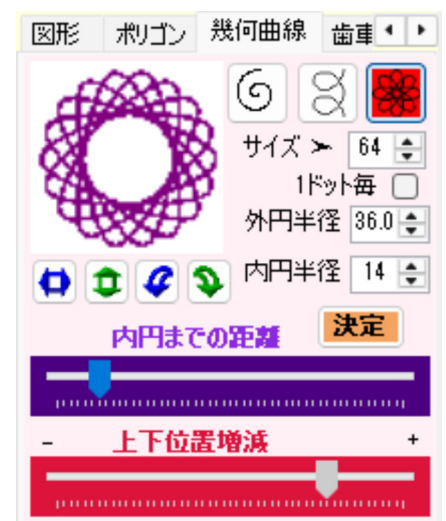 図形 ポリゴン 幾何曲線 歯車
サイズ ➣ 64
1ドット毎
外円半径 36.0
内円半径 14
決定
内円までの距離
- 上下位置増減 +